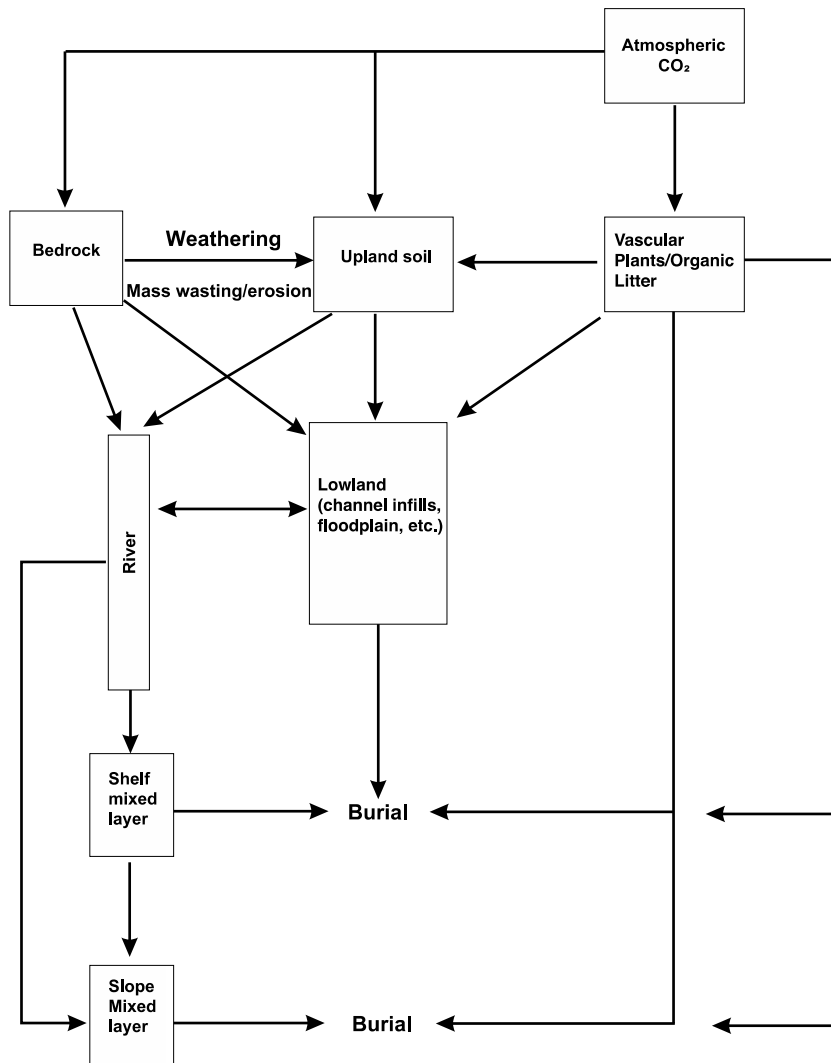 Atmospheric
CO₂
Bedrock
Weathering
Mass wasting/erosion
Upland soil
Vascular
Plants/Organic
Litter
River
Lowland
(channel infills,
floodplain, etc.)
Shelf
mixed
layer
Burial
Slope
Mixed
layer
Burial